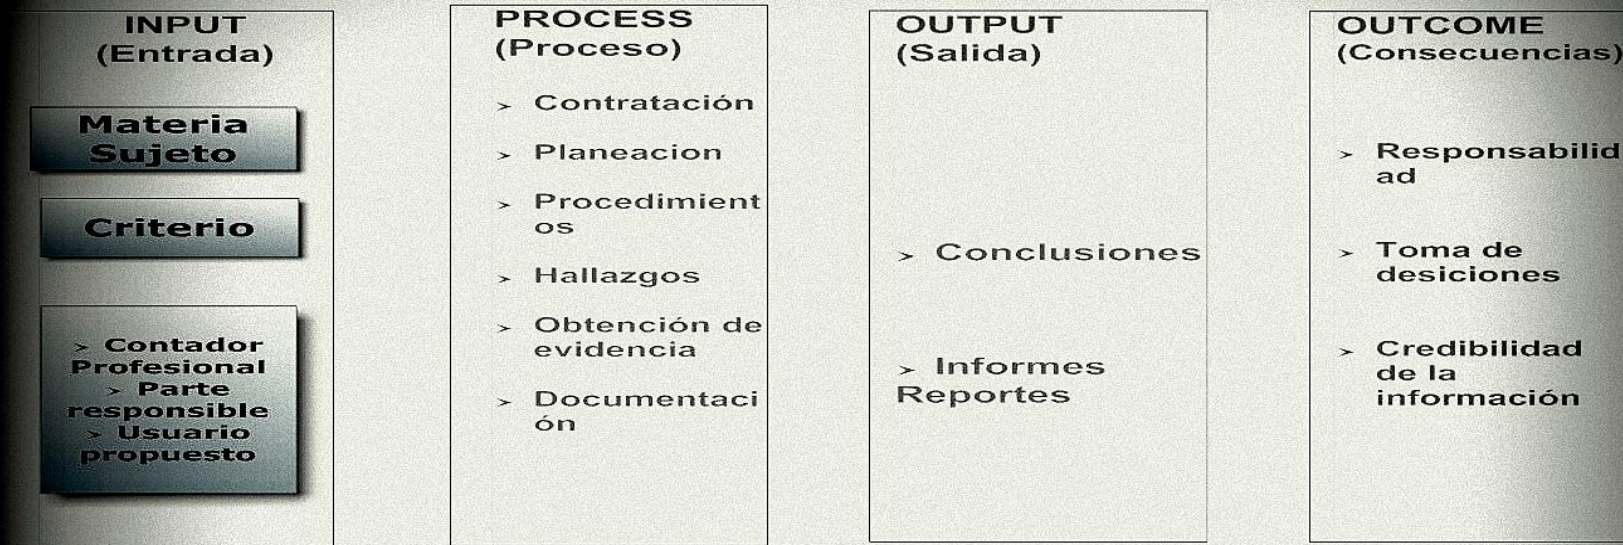 INPUT
(Entrada)
Materia
Sujeto
Criterio
➢ Contador
Profesional
➢ Parte
responsible
➢ Usuario
propuesto
PROCESS
(Proceso)
➢ Contratación
➢ Planeacion
➢ Procedimient
os
➢ Hallazgos
➢ Obtención de
evidencia
➢ Documentaci
ón
OUTPUT
(Salida)
➢ Conclusiones
➢ Informes
Reportes
OUTCOME
(Consecuencias)
➢ Responsabilid
ad
➢ Toma de
desiciones
➢ Credibilidad
de la
información